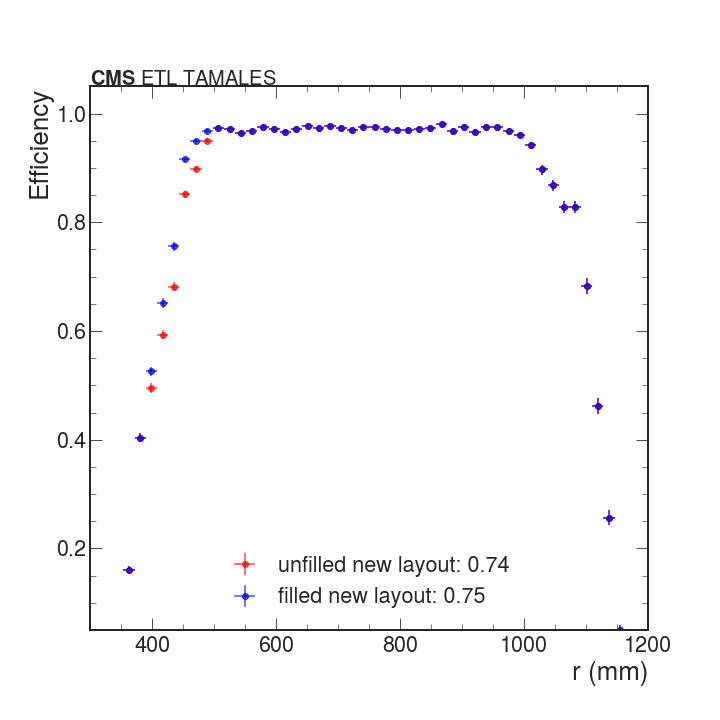 CMS ETL TAMALES
Efficiency
1.0
0.8
0.6
0.4
0.2
unfilled new layout: 0.74
filled new layout: 0.75
400 600 800 1000 1200
r (mm)